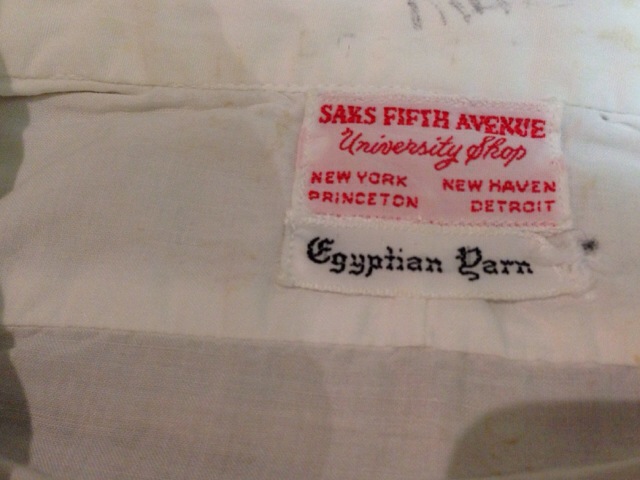 SAKS FIFTH AVENUE
University Shop
NEW YORK NEW HAVEN
PRINCETON DETROIT
Egyptian Yarn